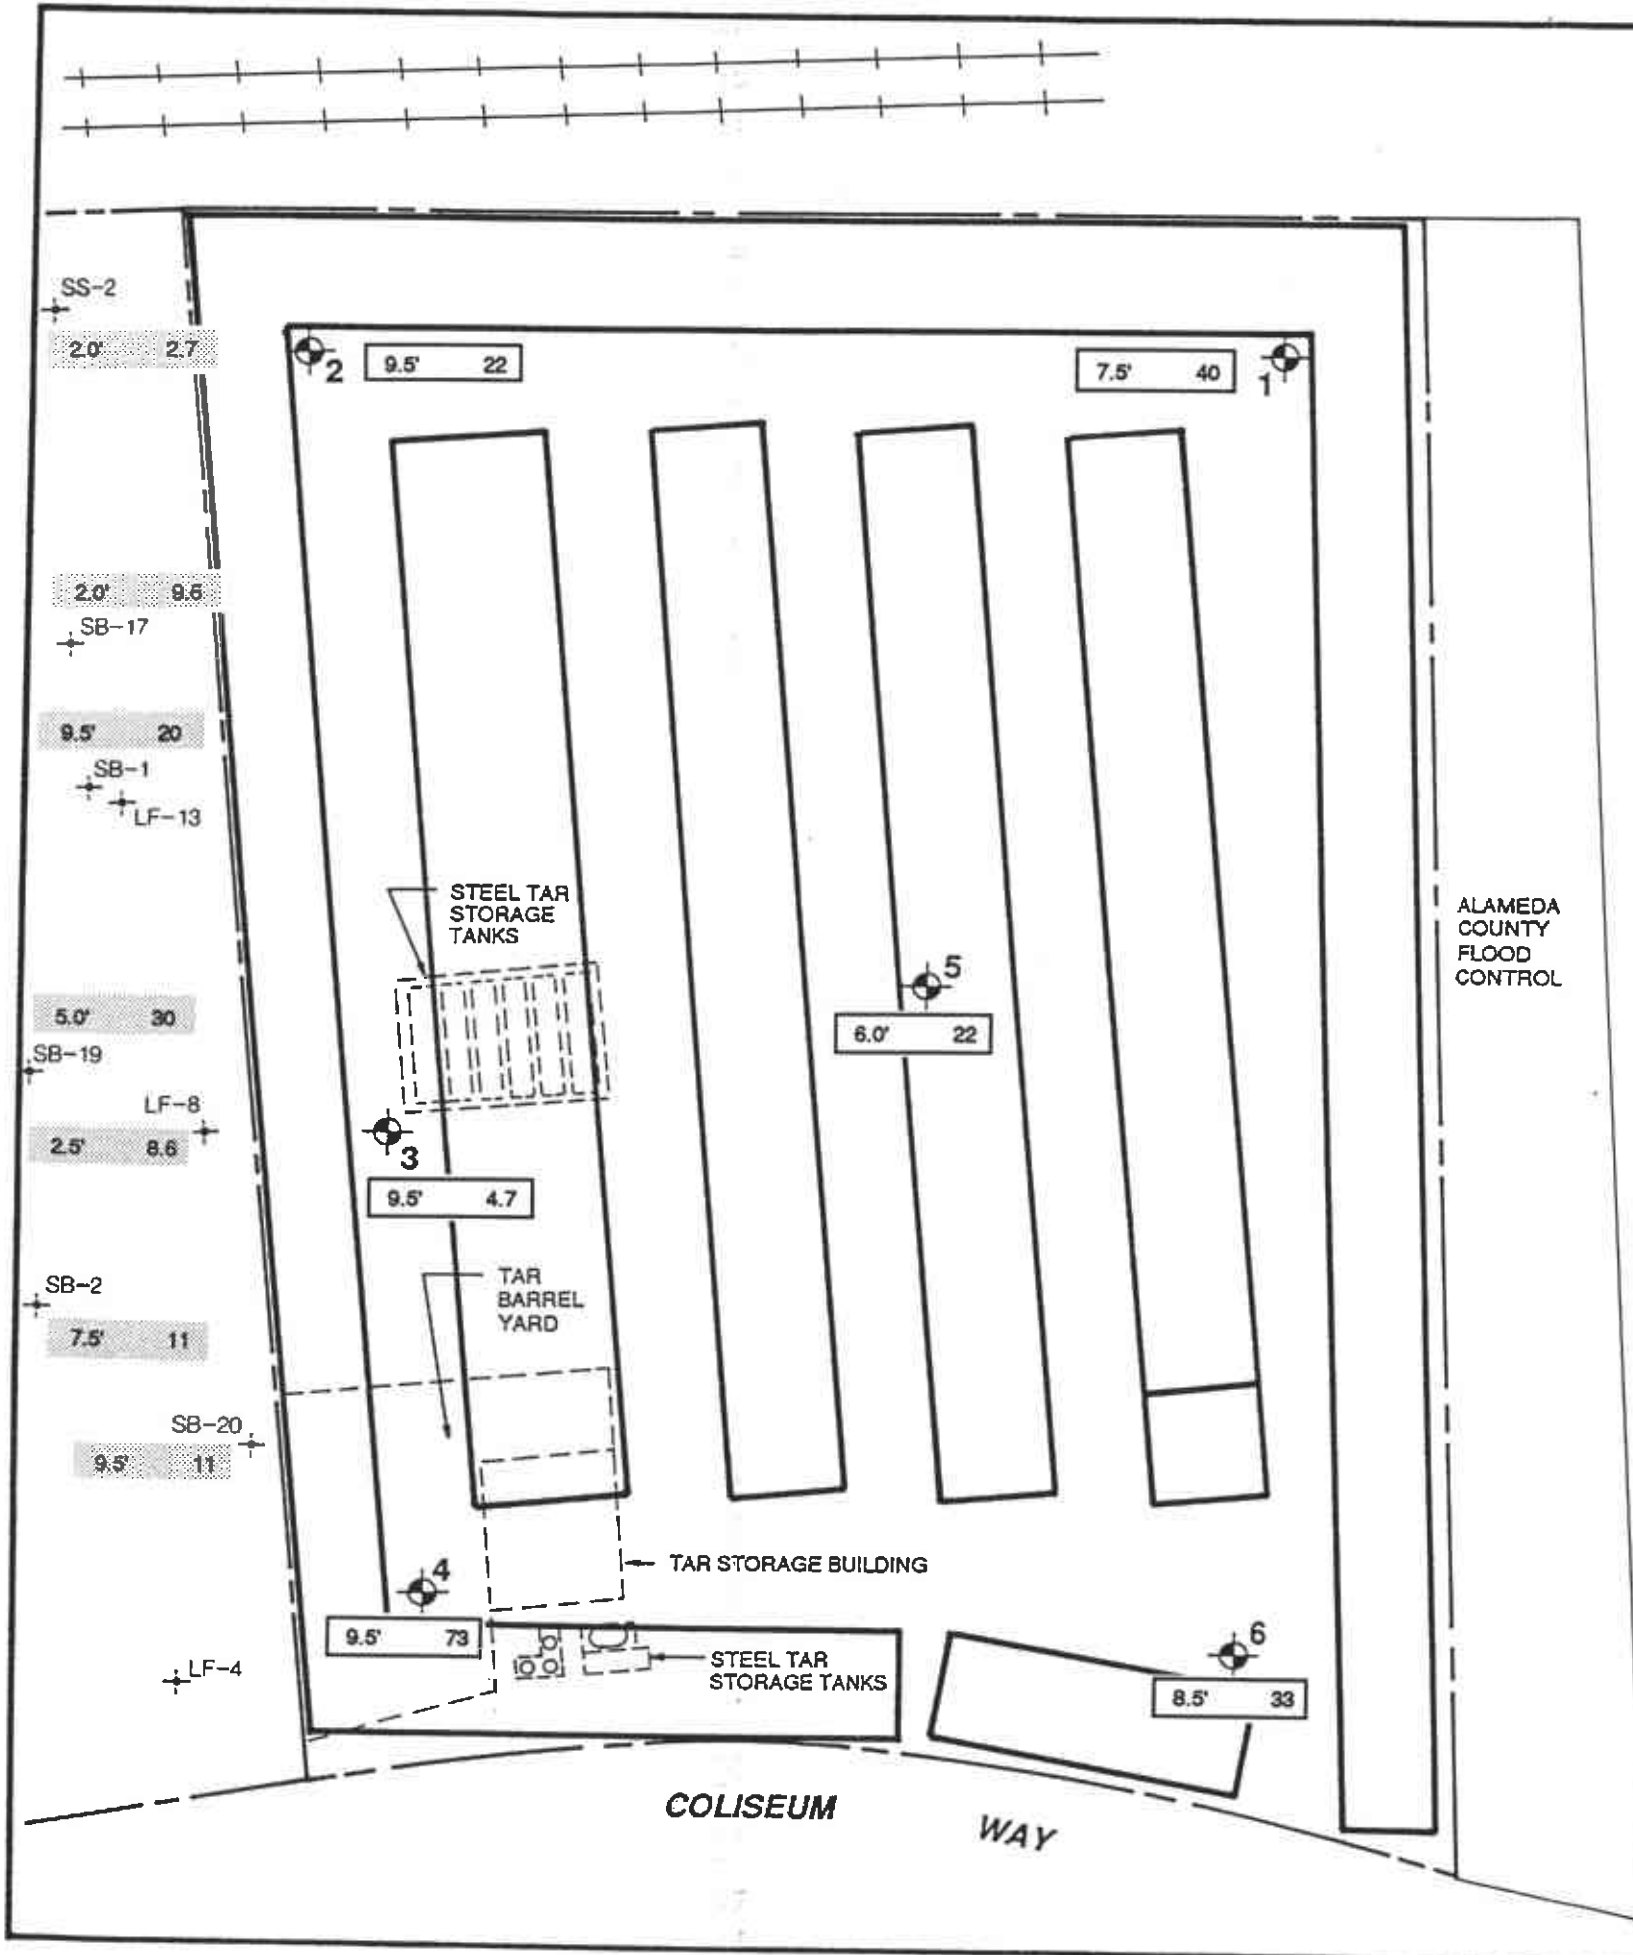 SS-2
2.0' 2.7
2
9.5' 22
7.5' 40
1
2.0' 9.6
SB-17
9.5' 20
SB-1
LF-13
STEEL TAR
STORAGE
TANKS
ALAMEDA
COUNTY
FLOOD
CONTROL
5
6.0' 22
5.0' 30
SB-19
LF-8
2.5' 8.6
3
9.5' 4.7
SB-2
7.5' 11
TAR
BARREL
YARD
SB-20
9.5' 11
TAR STORAGE BUILDING
4
9.5' 73
STEEL TAR
STORAGE TANKS
6
8.5' 33
LF-4
COLISEUM WAY